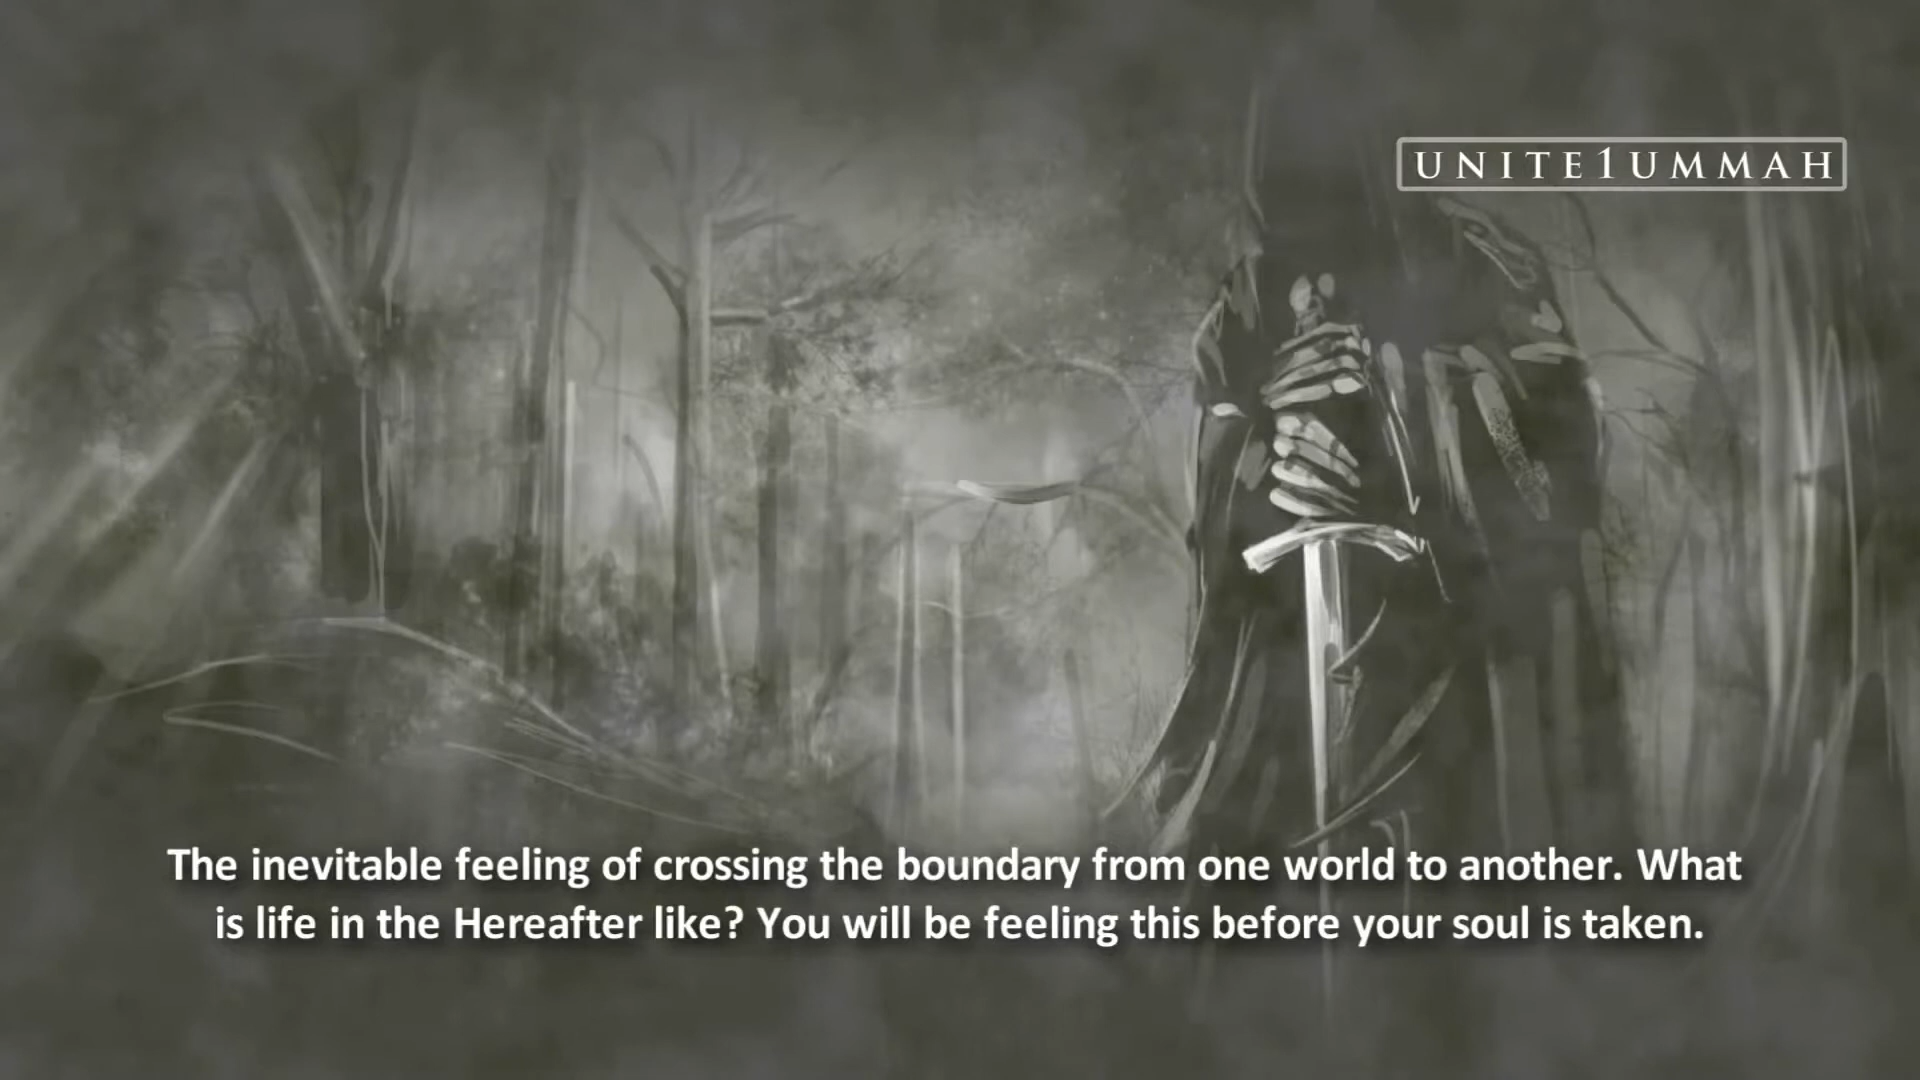 UNITE1UMMAH
The inevitable feeling of crossing the boundary from one world to another. What
is life in the Hereafter like? You will be feeling this before your soul is taken.